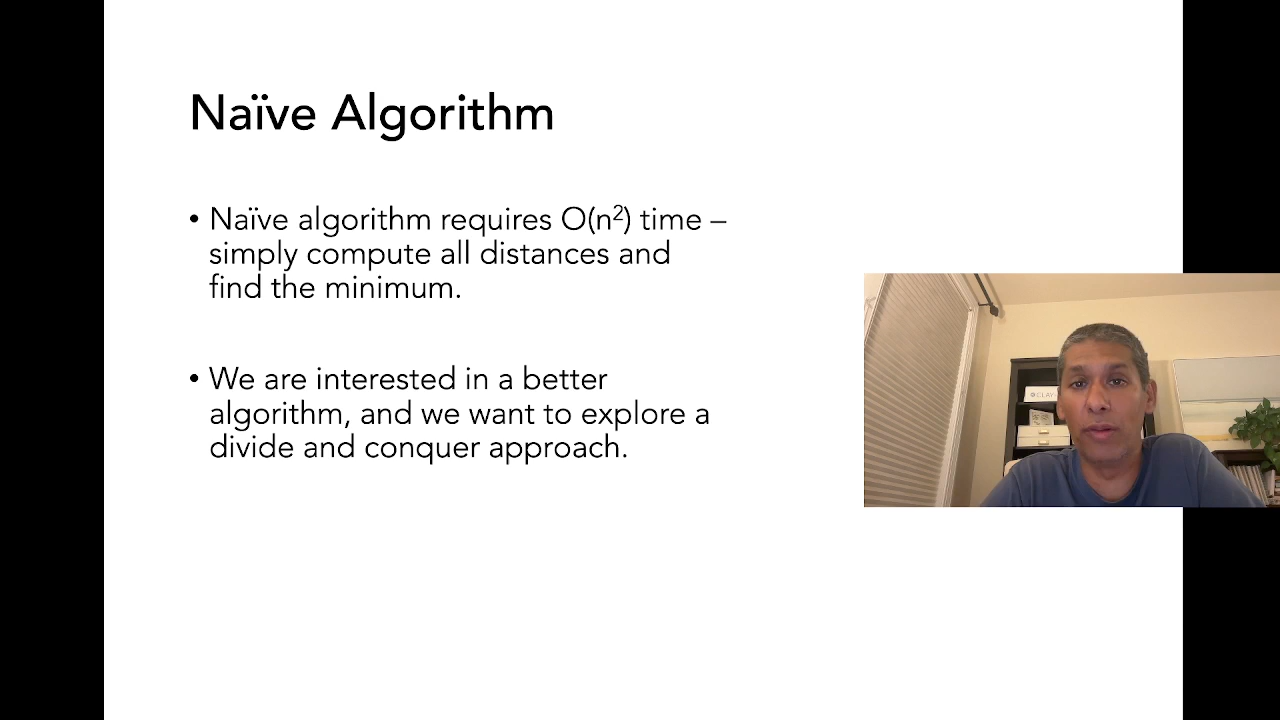 Naïve Algorithm
• Naïve algorithm requires O(n²) time –
simply compute all distances and
find the minimum.
• We are interested in a better
algorithm, and we want to explore a
divide and conquer approach.
CLAY